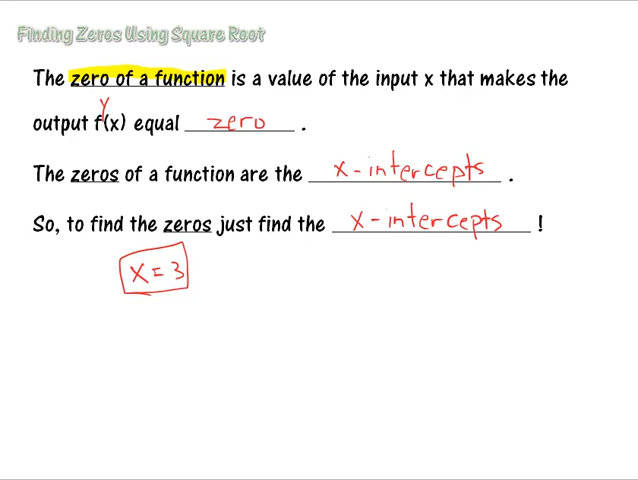 Finding Zeros Using Square Root
The zero of a function is a value of the input x that makes the
y
output f(x) equal zero .
The zeros of a function are the x-intercepts .
So, to find the zeros just find the x-intercepts !
x = 3